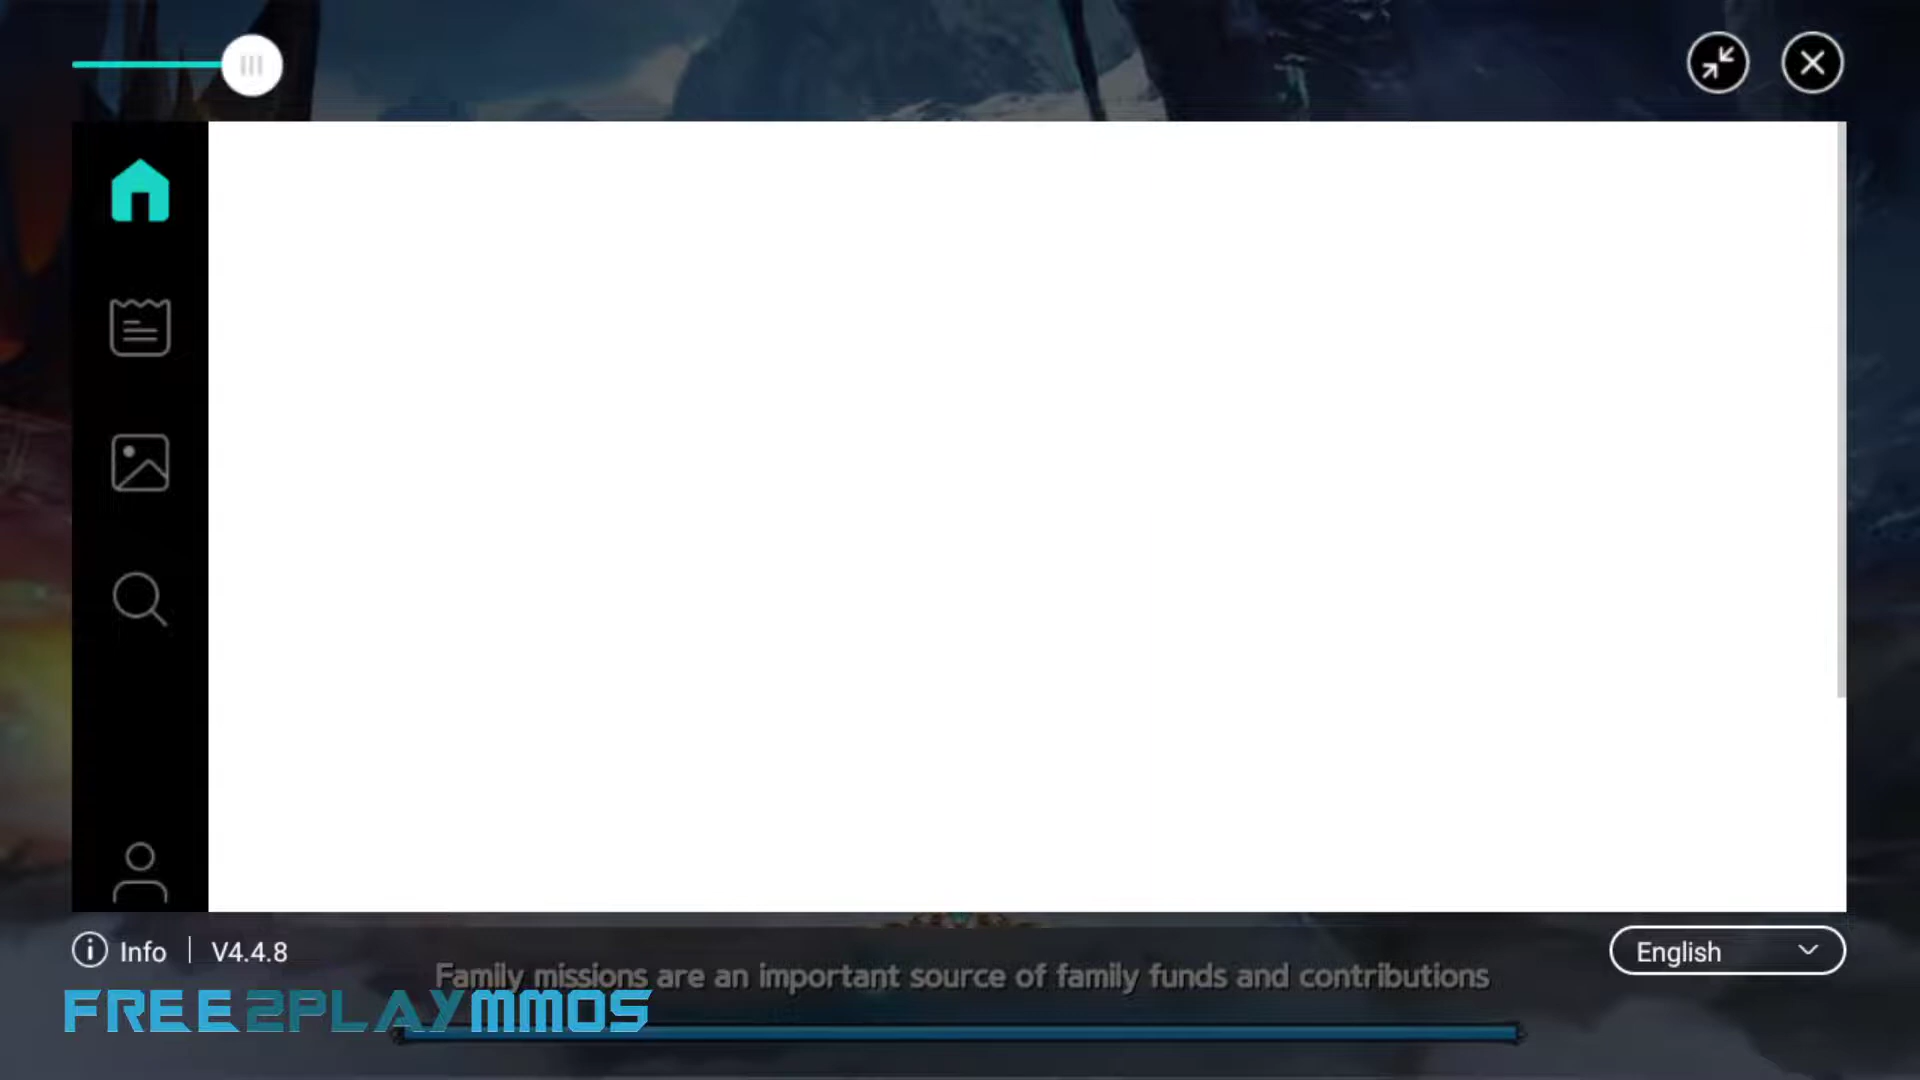 Info | V4.4.8
English
Family missions are an important source of family funds and contributions
FREE2PLAYMMOS